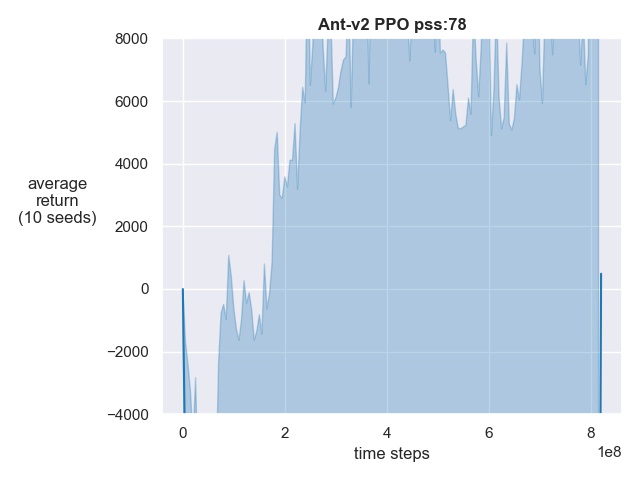 Ant-v2 PPO pss:78
8000
6000
4000
2000
0
−2000
−4000
average
return
(10 seeds)
0 2 4 6 8
1e8
time steps